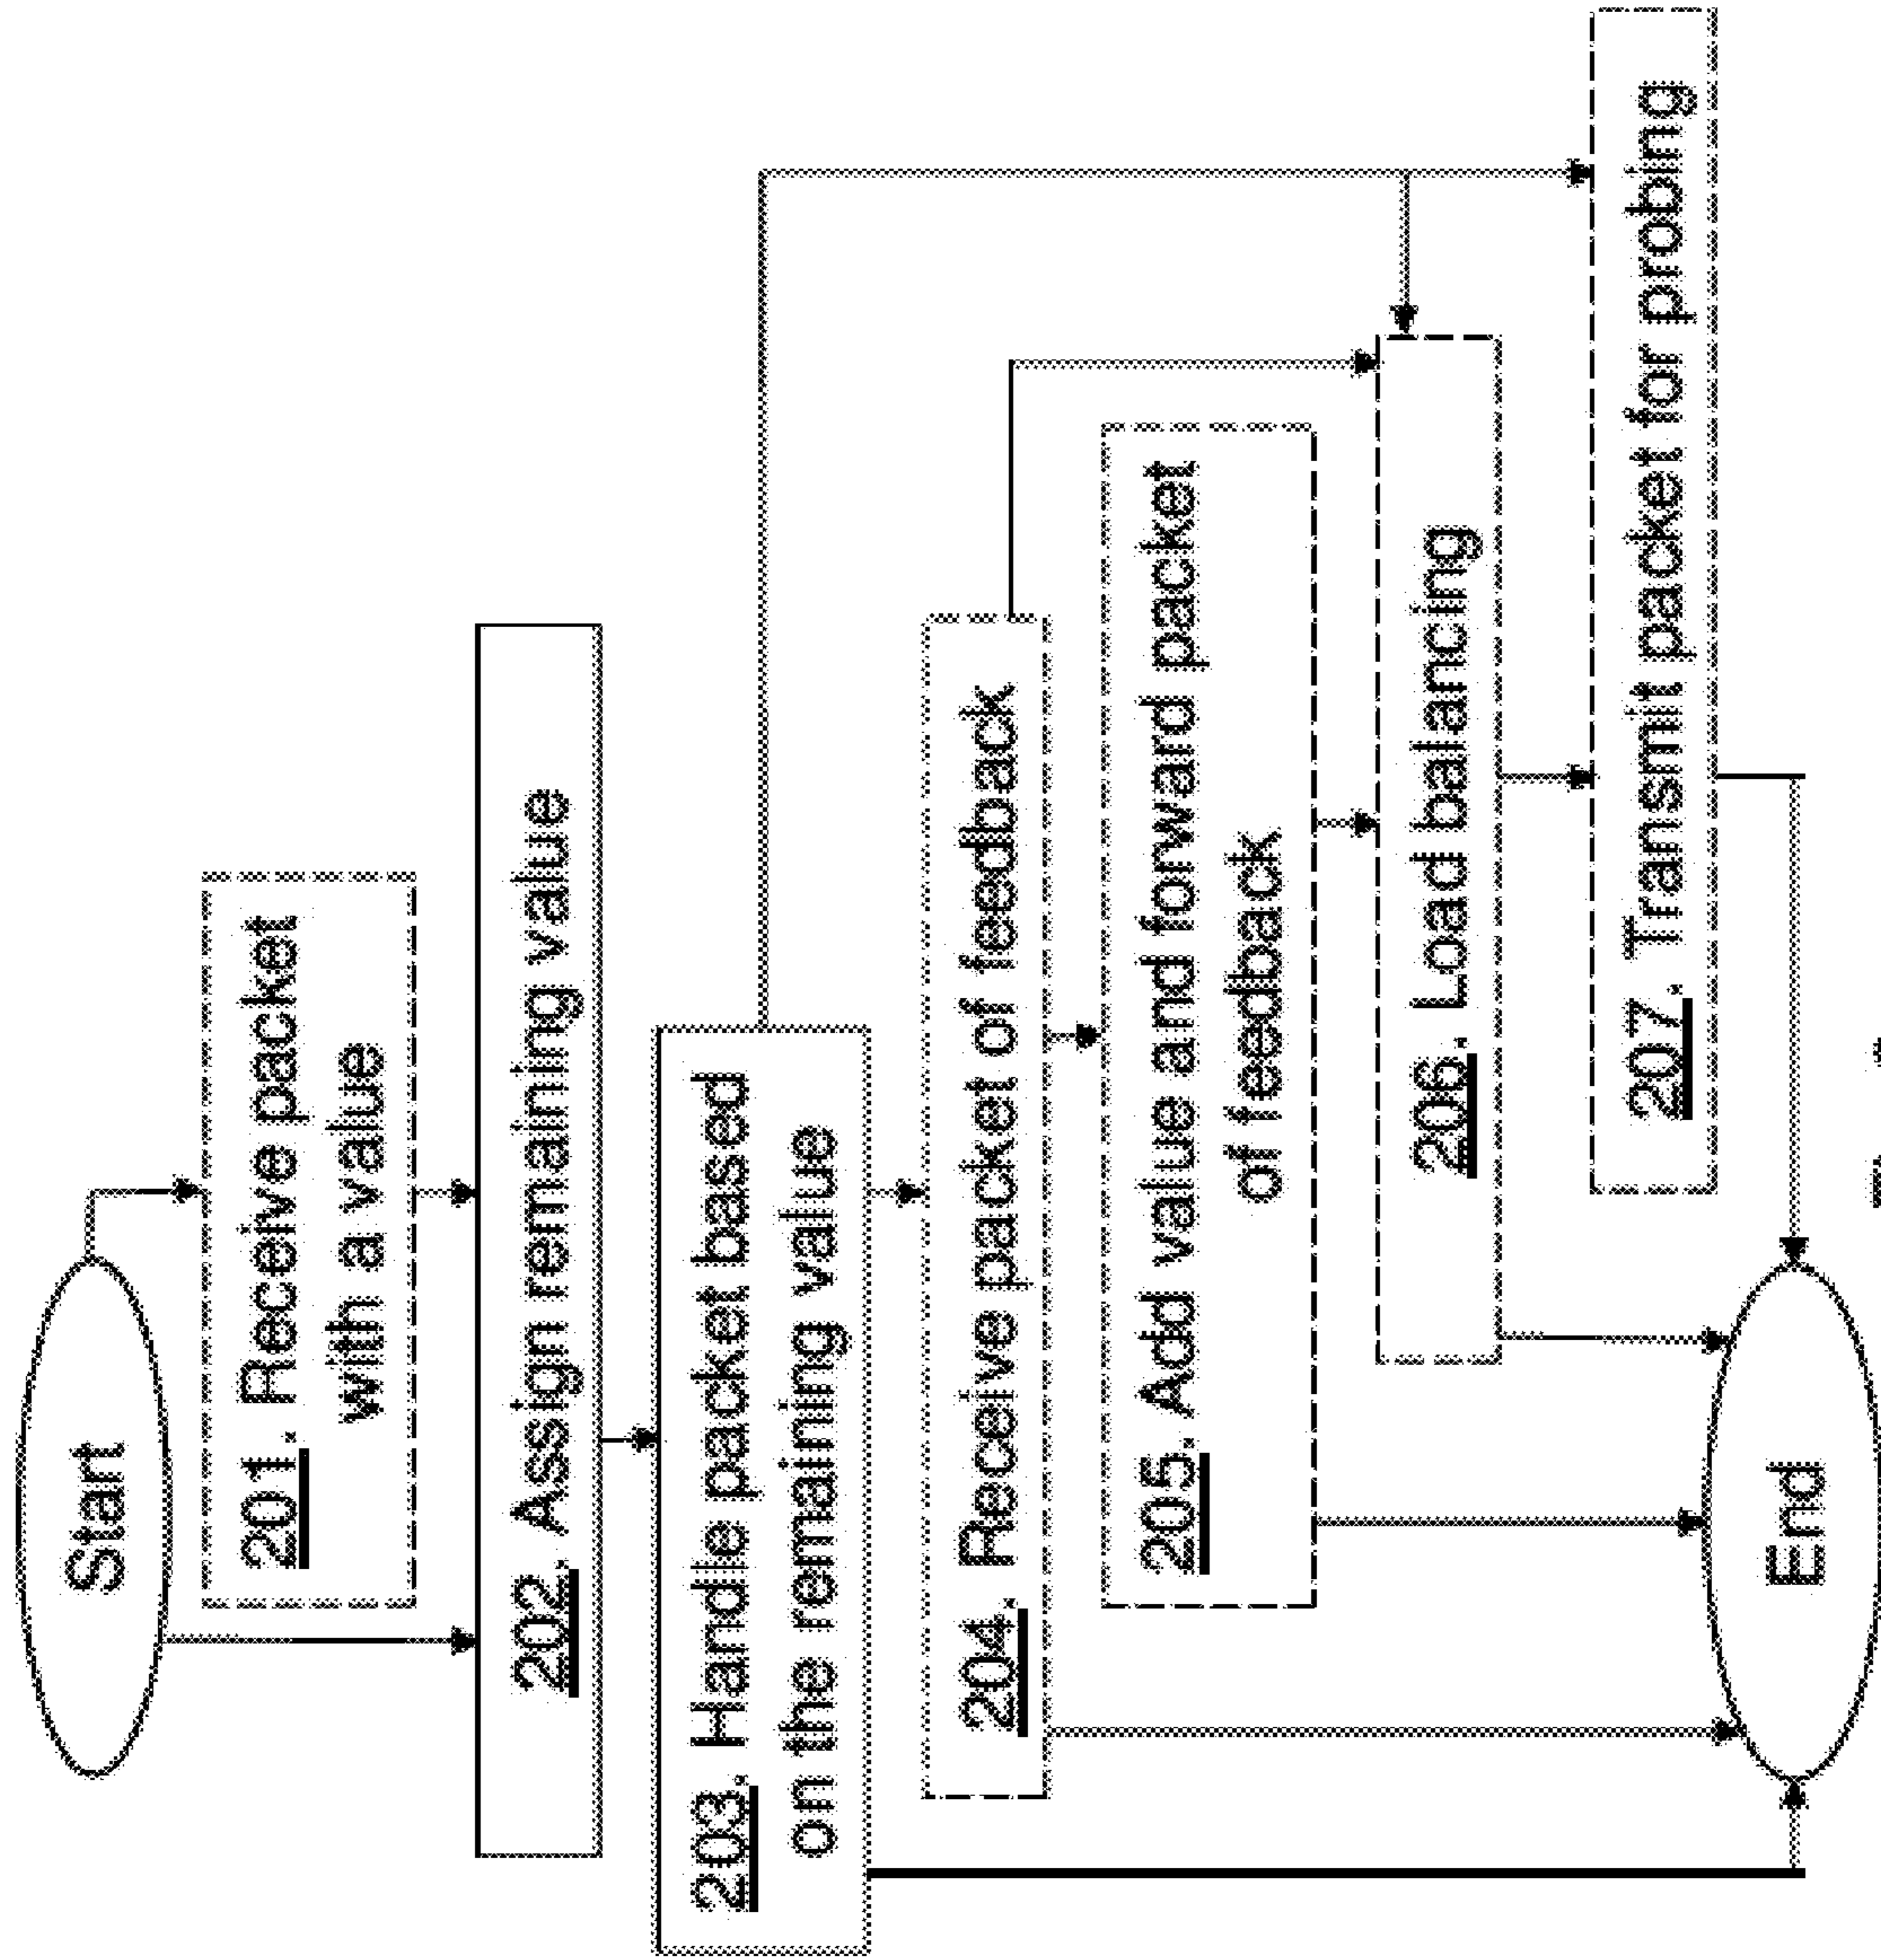 Start
201. Receive packet
with a value
202. Assign remaining value
203. Handle packet based
on the remaining value
204. Receive packet of feedback
205. Add value and forward packet
of feedback
206. Load balancing
207. Transmit packet for probing
End